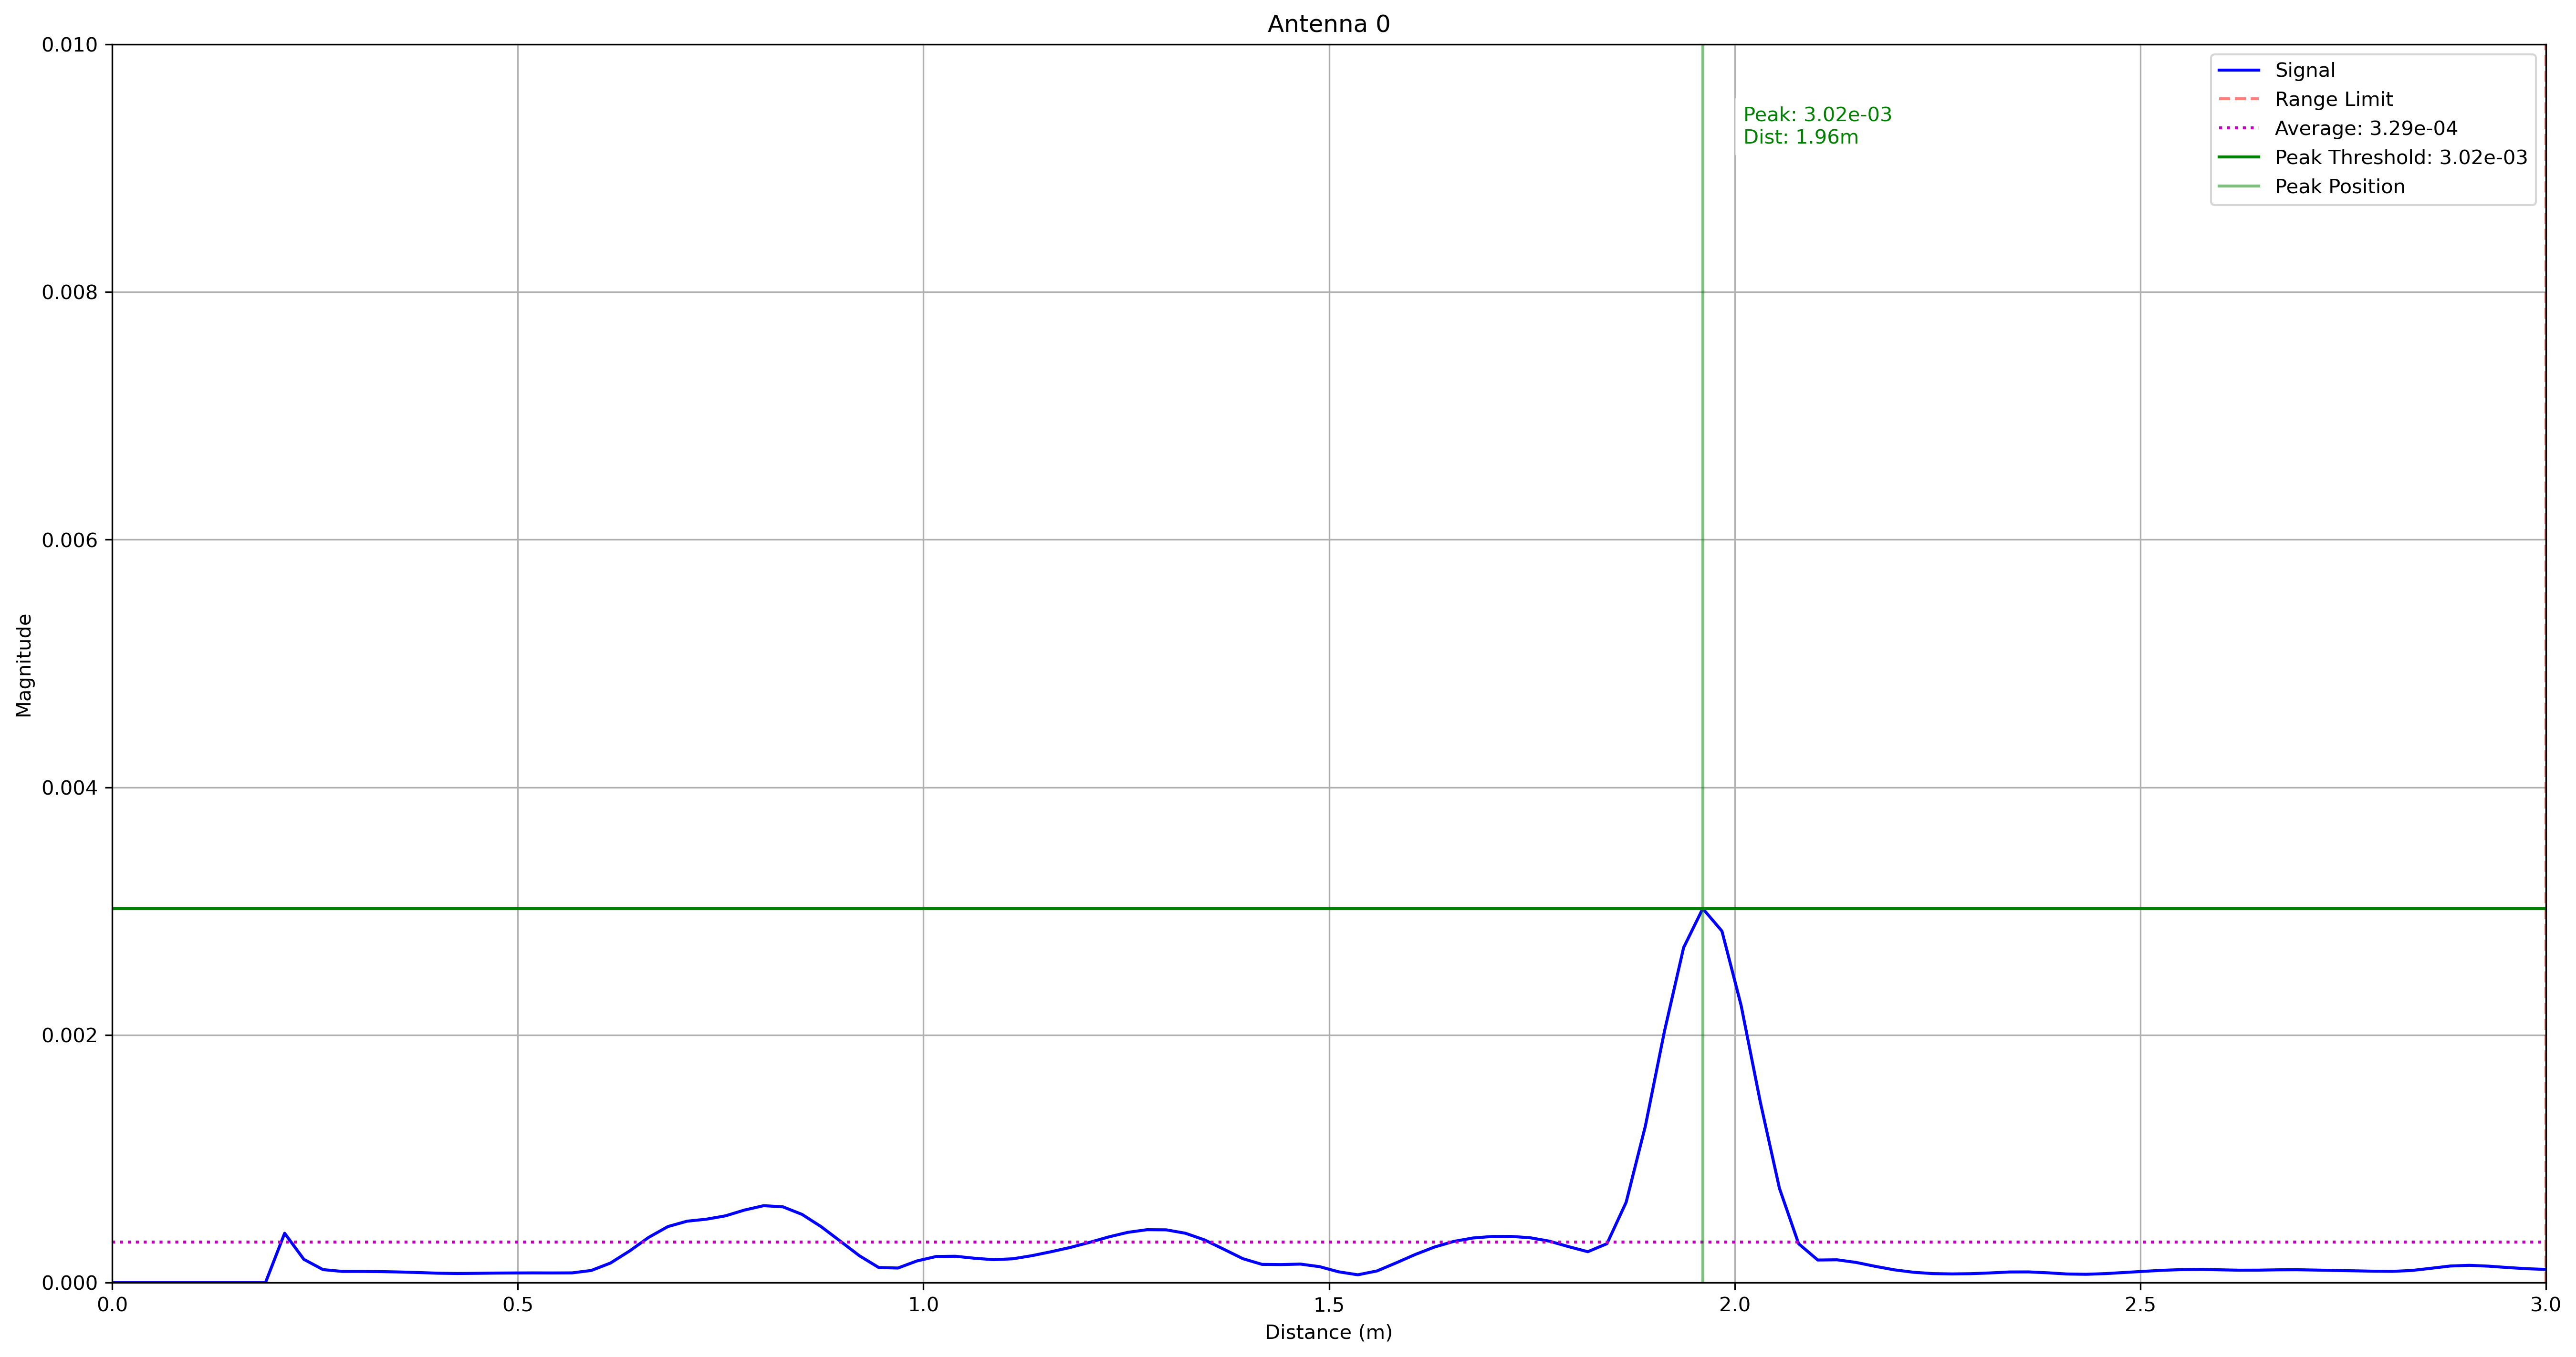 Antenna 0
0.010
0.008
0.006
0.004
0.002
0.000
Magnitude
Peak: 3.02e-03
Dist: 1.96m
Signal
Range Limit
Average: 3.29e-04
Peak Threshold: 3.02e-03
Peak Position
0.0 0.5 1.0 1.5 2.0 2.5 3.0
Distance (m)